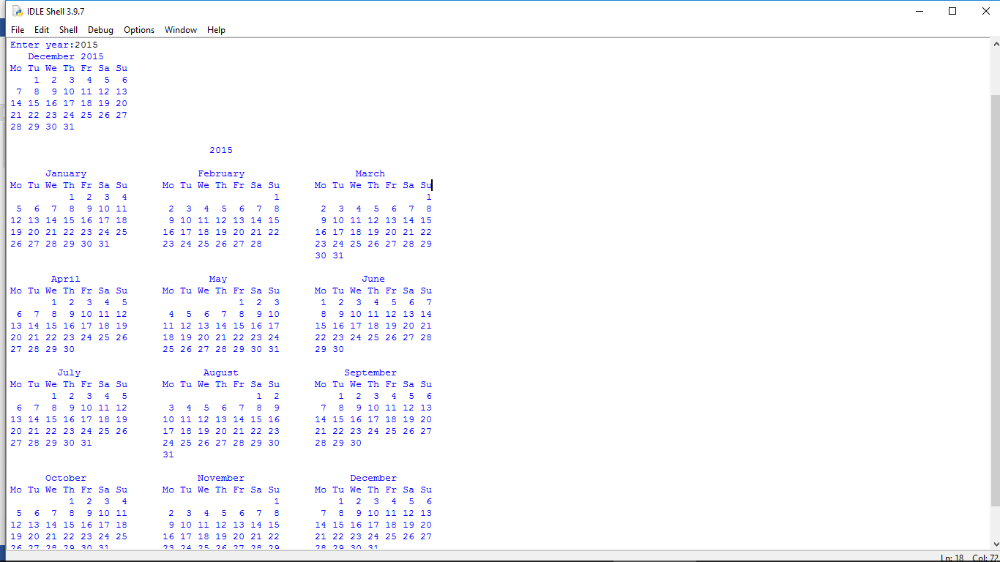 IDLE Shell 3.9.7
File Edit Shell Debug Options Window Help
Enter year:2015
   December 2015
Mo Tu We Th Fr Sa Su
    1  2  3  4  5  6
 7  8  9 10 11 12 13
14 15 16 17 18 19 20
21 22 23 24 25 26 27
28 29 30 31
                                  2015
      January                   February                   March
Mo Tu We Th Fr Sa Su      Mo Tu We Th Fr Sa Su      Mo Tu We Th Fr Sa Su
          1  2  3  4                         1                         1
 5  6  7  8  9 10 11       2  3  4  5  6  7  8       2  3  4  5  6  7  8
12 13 14 15 16 17 18       9 10 11 12 13 14 15       9 10 11 12 13 14 15
19 20 21 22 23 24 25      16 17 18 19 20 21 22      16 17 18 19 20 21 22
26 27 28 29 30 31         23 24 25 26 27 28         23 24 25 26 27 28 29
                                                    30 31
       April                      May                       June
Mo Tu We Th Fr Sa Su      Mo Tu We Th Fr Sa Su      Mo Tu We Th Fr Sa Su
       1  2  3  4  5                   1  2  3       1  2  3  4  5  6  7
 6  7  8  9 10 11 12       4  5  6  7  8  9 10       8  9 10 11 12 13 14
13 14 15 16 17 18 19      11 12 13 14 15 16 17      15 16 17 18 19 20 21
20 21 22 23 24 25 26      18 19 20 21 22 23 24      22 23 24 25 26 27 28
27 28 29 30               25 26 27 28 29 30 31      29 30
        July                     August                  September
Mo Tu We Th Fr Sa Su      Mo Tu We Th Fr Sa Su      Mo Tu We Th Fr Sa Su
       1  2  3  4  5                      1  2          1  2  3  4  5  6
 6  7  8  9 10 11 12       3  4  5  6  7  8  9       7  8  9 10 11 12 13
13 14 15 16 17 18 19      10 11 12 13 14 15 16      14 15 16 17 18 19 20
20 21 22 23 24 25 26      17 18 19 20 21 22 23      21 22 23 24 25 26 27
27 28 29 30 31            24 25 26 27 28 29 30      28 29 30
                          31
      October                   November                  December
Mo Tu We Th Fr Sa Su      Mo Tu We Th Fr Sa Su      Mo Tu We Th Fr Sa Su
          1  2  3  4                         1          1  2  3  4  5  6
 5  6  7  8  9 10 11       2  3  4  5  6  7  8       7  8  9 10 11 12 13
12 13 14 15 16 17 18       9 10 11 12 13 14 15      14 15 16 17 18 19 20
19 20 21 22 23 24 25      16 17 18 19 20 21 22      21 22 23 24 25 26 27
26 27 28 29 30 31         23 24 25 26 27 28 29      28 29 30 31
Ln: 18 Col: 72